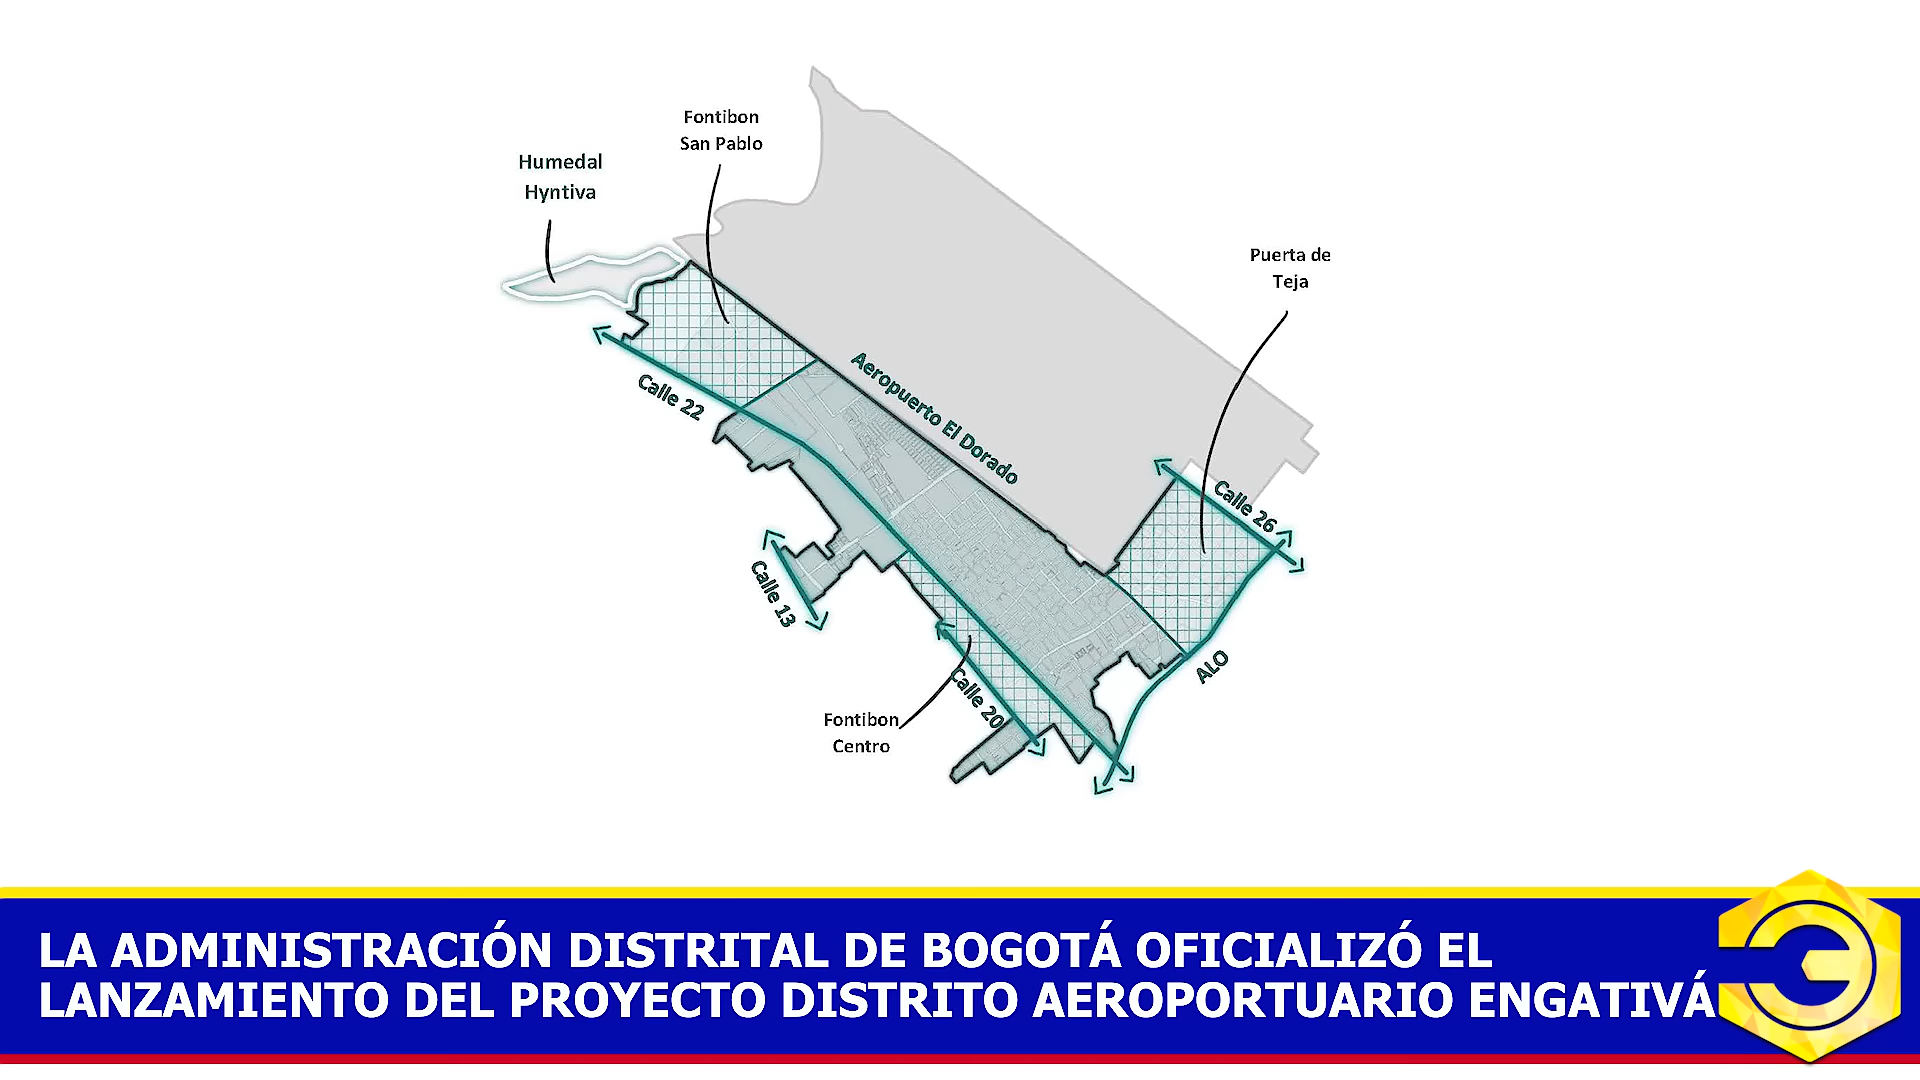 Fontibon
San Pablo
Humedal
Hyntiva
Puerta de
Teja
Aeropuerto El Dorado
Calle 22
Calle 26
Calle 13
ALO
Calle 20
Fontibon
Centro
LA ADMINISTRACIÓN DISTRITAL DE BOGOTÁ OFICIALIZÓ EL
LANZAMIENTO DEL PROYECTO DISTRITO AEROPORTUARIO ENGATIVÁ